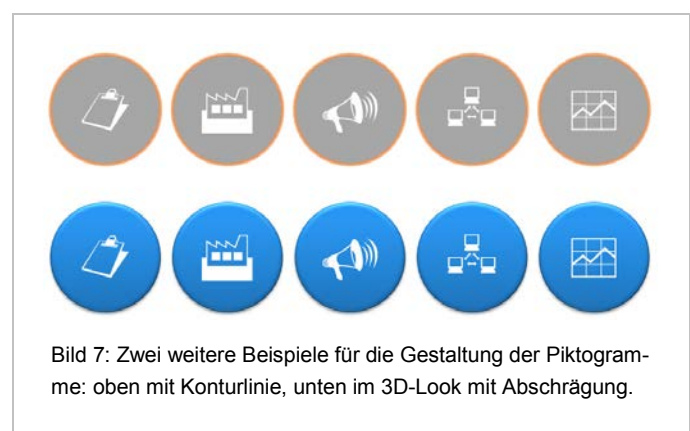 Bild 7: Zwei weitere Beispiele für die Gestaltung der Piktogram-
me: oben mit Konturlinie, unten im 3D-Look mit Abschrägung.